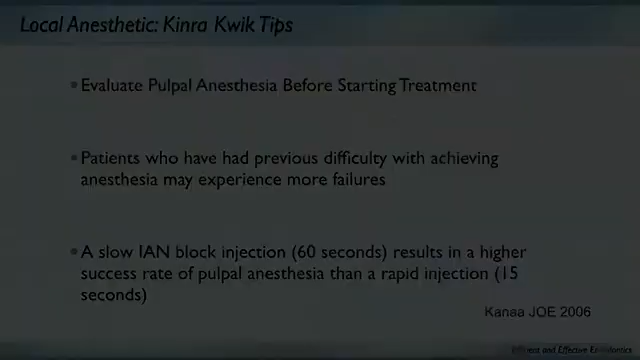 Local Anesthetic: Kinra Kwik Tips
Evaluate Pulpal Anesthesia Before Starting Treatment
Patients who have had previous difficulty with achieving
anesthesia may experience more failures
A slow IAN block injection (60 seconds) results in a higher
success rate of pulpal anesthesia than a rapid injection (15
seconds)
Kanaa JOE 2006
Efficient and Effective Endodontics